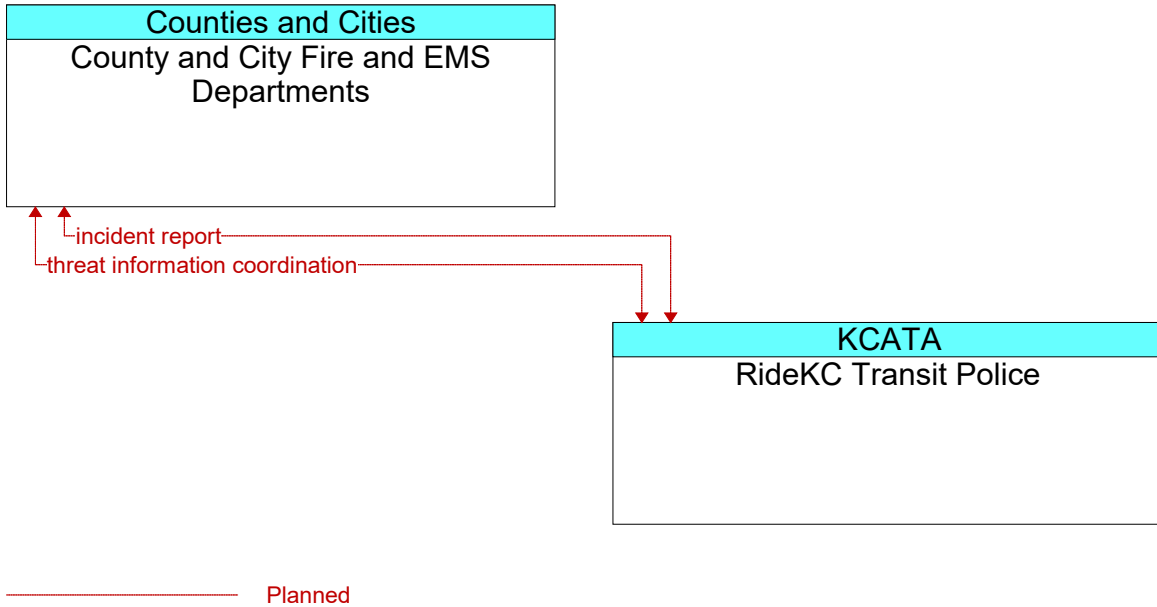 Counties and Cities
County and City Fire and EMS
Departments
incident report
threat information coordination
KCATA
RideKC Transit Police
Planned